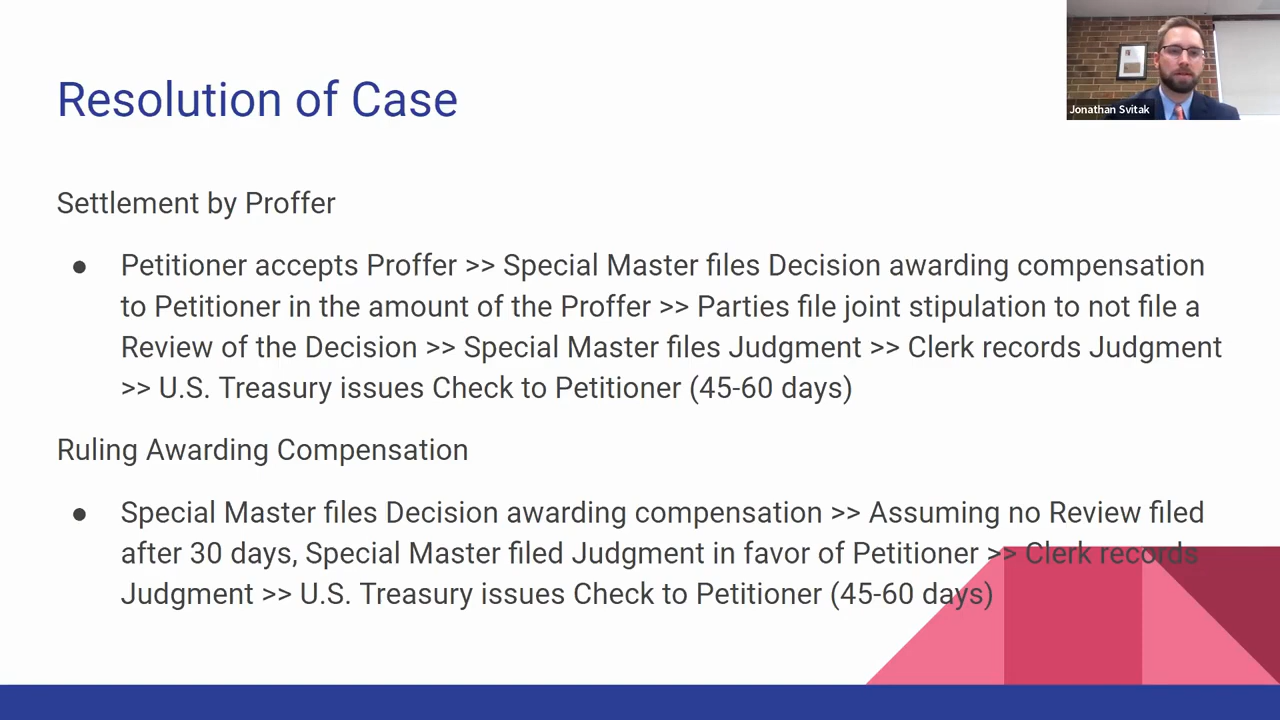 Jonathan Svitak
Resolution of Case
Settlement by Proffer
● Petitioner accepts Proffer >> Special Master files Decision awarding compensation
to Petitioner in the amount of the Proffer >> Parties file joint stipulation to not file a
Review of the Decision >> Special Master files Judgment >> Clerk records Judgment
>> U.S. Treasury issues Check to Petitioner (45-60 days)
Ruling Awarding Compensation
● Special Master files Decision awarding compensation >> Assuming no Review filed
after 30 days, Special Master filed Judgment in favor of Petitioner >> Clerk records
Judgment >> U.S. Treasury issues Check to Petitioner (45-60 days)